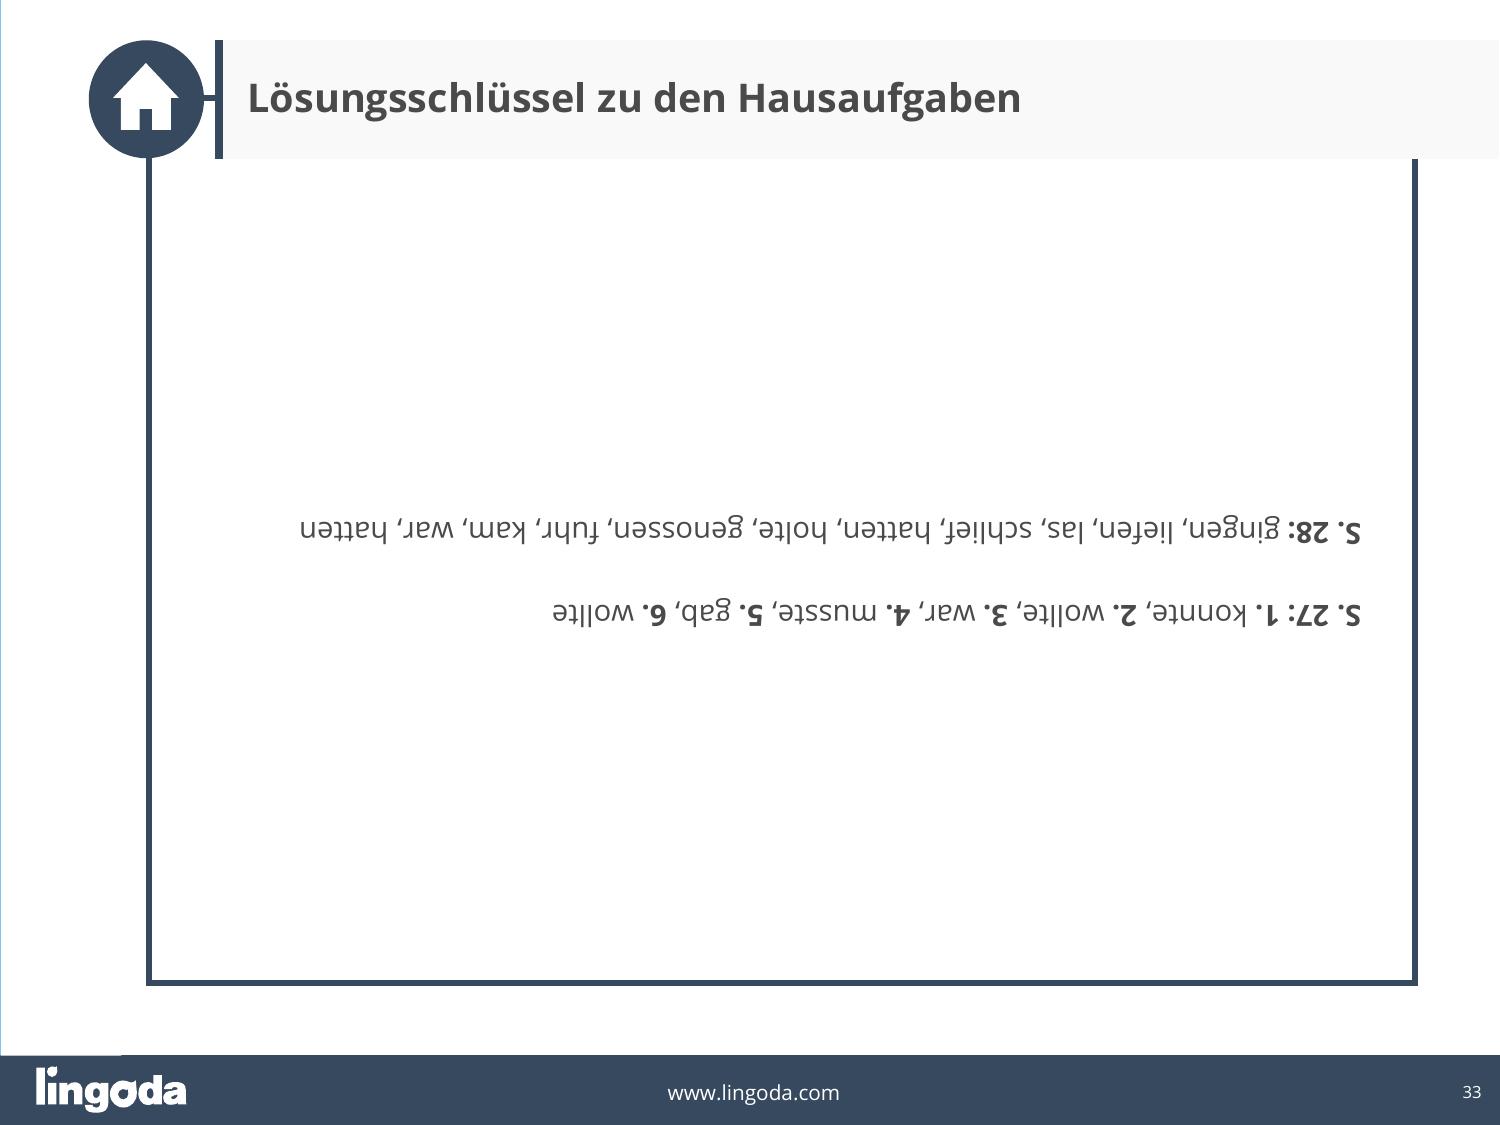 Lösungsschlüssel zu den Hausaufgaben
S. 27: 1. konnte, 2. wollte, 3. war, 4. musste, 5. gab, 6. wollte
S. 28: gingen, liefen, las, schlief, hatten, holte, genossen, fuhr, kam, war, hatten
lingoda
www.lingoda.com
33